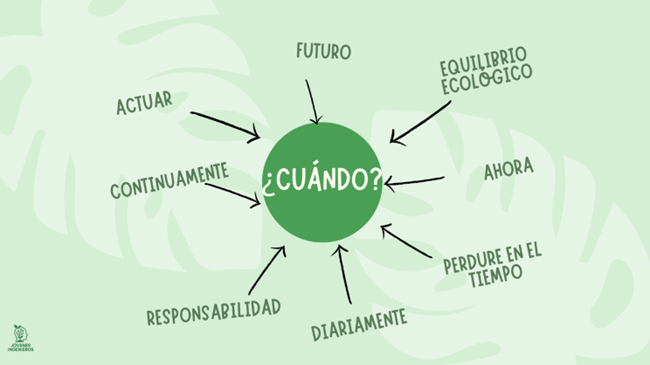 FUTURO
EQUILIBRIO
ECOLÓGICO
ACTUAR
¿CUÁNDO?
AHORA
CONTINUAMENTE
PERDURE EN EL
TIEMPO
RESPONSABILIDAD
DIARIAMENTE
JÓVENES
INGENIEROS